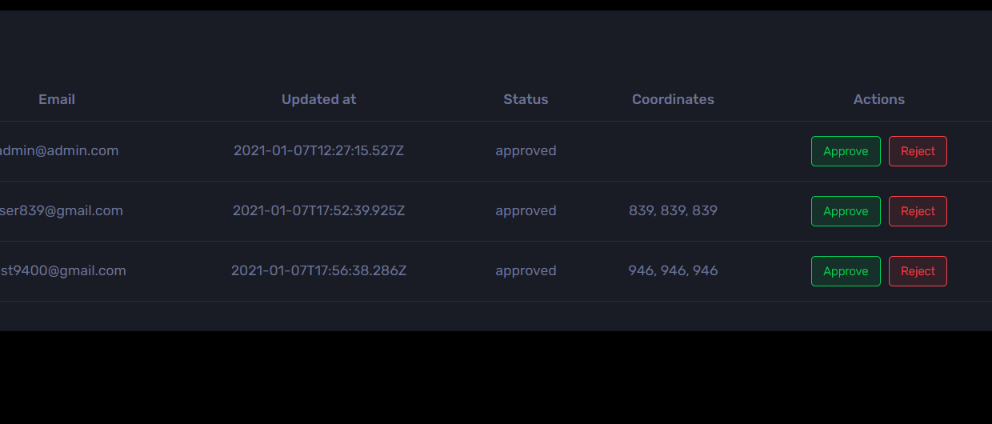 Email Updated at Status Coordinates Actions
admin@admin.com 2021-01-07T12:27:15.527Z approved Approve Reject
ser839@gmail.com 2021-01-07T17:52:39.925Z approved 839, 839, 839 Approve Reject
st9400@gmail.com 2021-01-07T17:56:38.286Z approved 946, 946, 946 Approve Reject